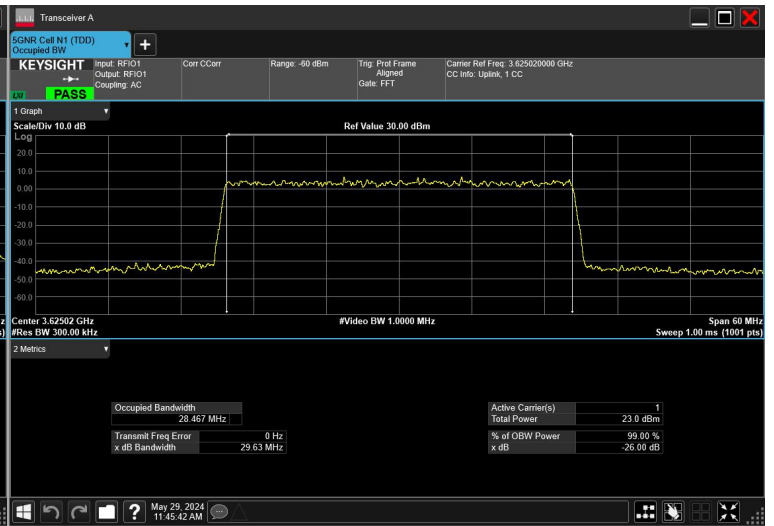 Transceiver A
5GNR Cell N1 (TDD)
Occupied BW
+
KEYSIGHT
Input: RFIO1
Output: RFIO1
Coupling: AC
Corr CCorr
Range: -60 dBm
Trig: Prot Frame
Aligned
Gate: FFT
Carrier Ref Freq: 3.625020000 GHz
CC Info: Uplink, 1 CC
LXI
PASS
1 Graph
Scale/Div 10.0 dB
Ref Value 30.00 dBm
Log
20.0
10.0
0.00
-10.0
-20.0
-30.0
-40.0
-50.0
-60.0
Center 3.62502 GHz
#Video BW 1.0000 MHz
Span 60 MHz
#Res BW 300.00 kHz
Sweep 1.00 ms (1001 pts)
2 Metrics
Occupied Bandwidth
28.467 MHz
Active Carrier(s) 1
Total Power 23.0 dBm
Transmit Freq Error 0 Hz
x dB Bandwidth 29.63 MHz
% of OBW Power 99.00 %
x dB -26.00 dB
?
May 29, 2024
11:45:42 AM